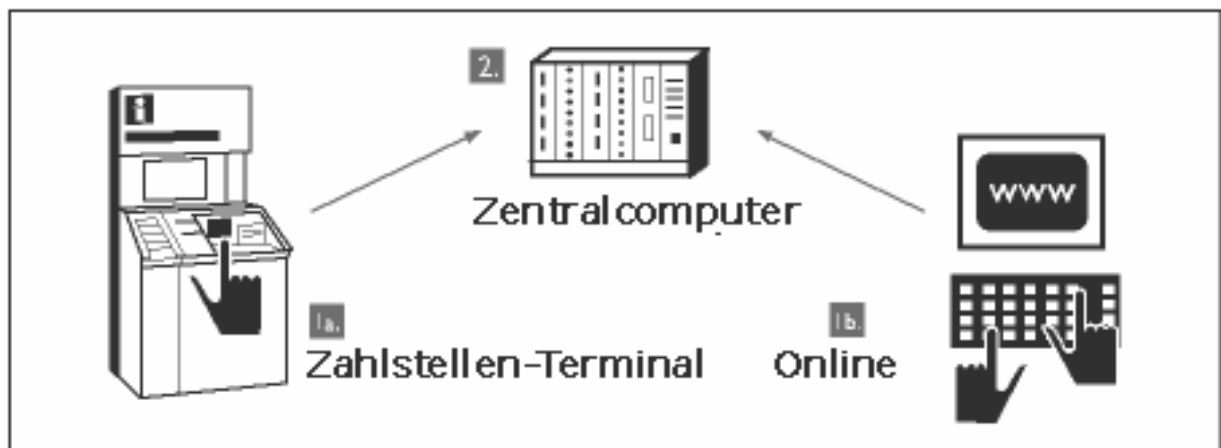 2.
i
Zentralcomputer
www
1a.
1b.
Zahlstellen-Terminal
Online